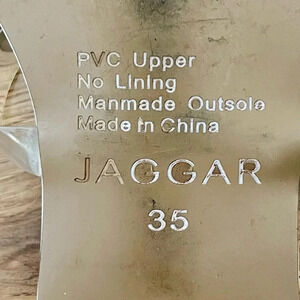 PVC Upper
No Lining
Manmade Outsole
Made in China
JAGGAR
35